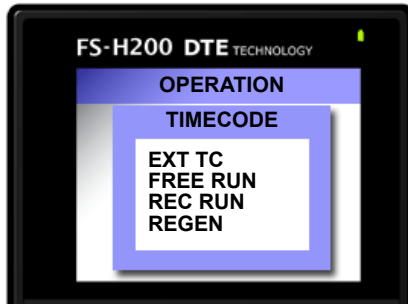 FS-H200 DTE TECHNOLOGY
OPERATION
TIMECODE
EXT TC
FREE RUN
REC RUN
REGEN